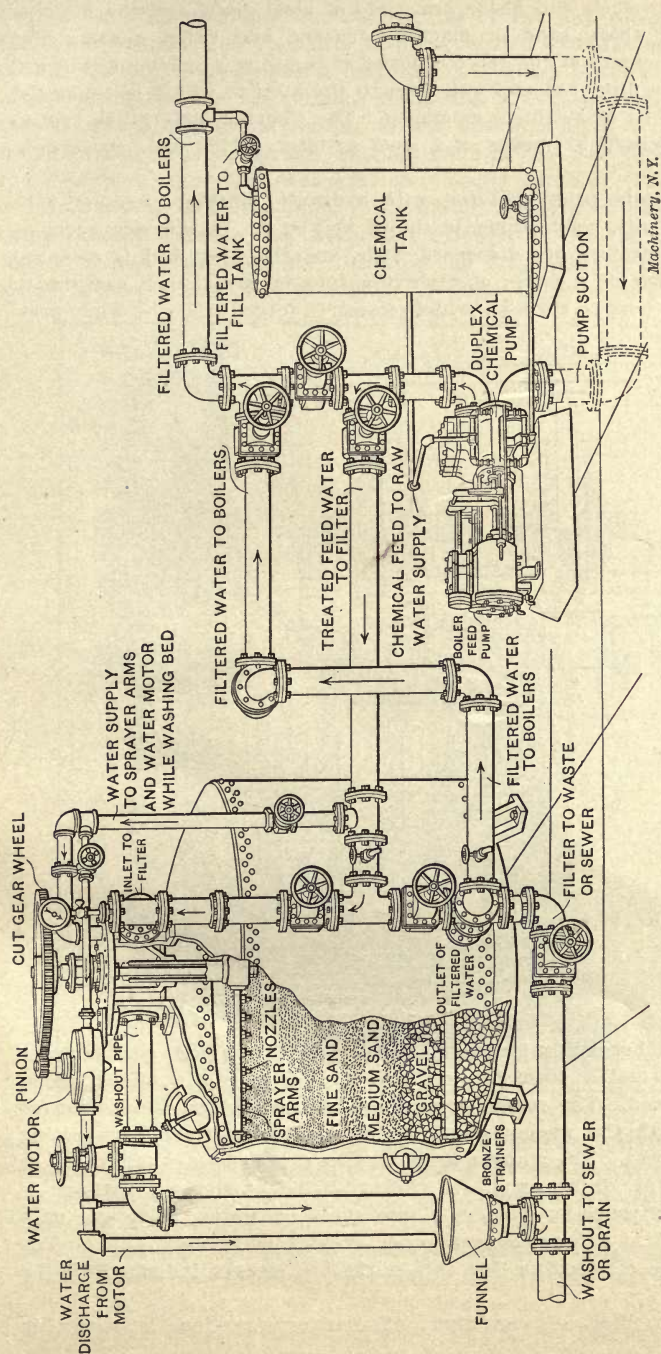 WATER MOTOR
PINION
CUT GEAR WHEEL
WATER SUPPLY
TO SPRAYER ARMS
AND WATER MOTOR
WHILE WASHING BED
FILTERED WATER TO BOILERS
FILTERED WATER TO
FILL TANK
WATER
DISCHARGE
FROM
MOTOR
WASHOUT PIPE
INLET TO
FILTER
FILTERED WATER TO BOILERS
SPRAYER
ARMS
NOZZLES
FINE SAND
MEDIUM SAND
GRAVEL
OUTLET OF
FILTERED
WATER
TREATED FEED WATER
TO FILTER
CHEMICAL FEED TO RAW
WATER SUPPLY
CHEMICAL
TANK
BRONZE
STRAINERS
FUNNEL
FILTERED WATER
TO BOILERS
BOILER
FEED
PUMP
DUPLEX
CHEMICAL
PUMP
PUMP SUCTION
WASHOUT TO SEWER
OR DRAIN
FILTER TO WASTE
OR SEWER
Machinery, N.Y.